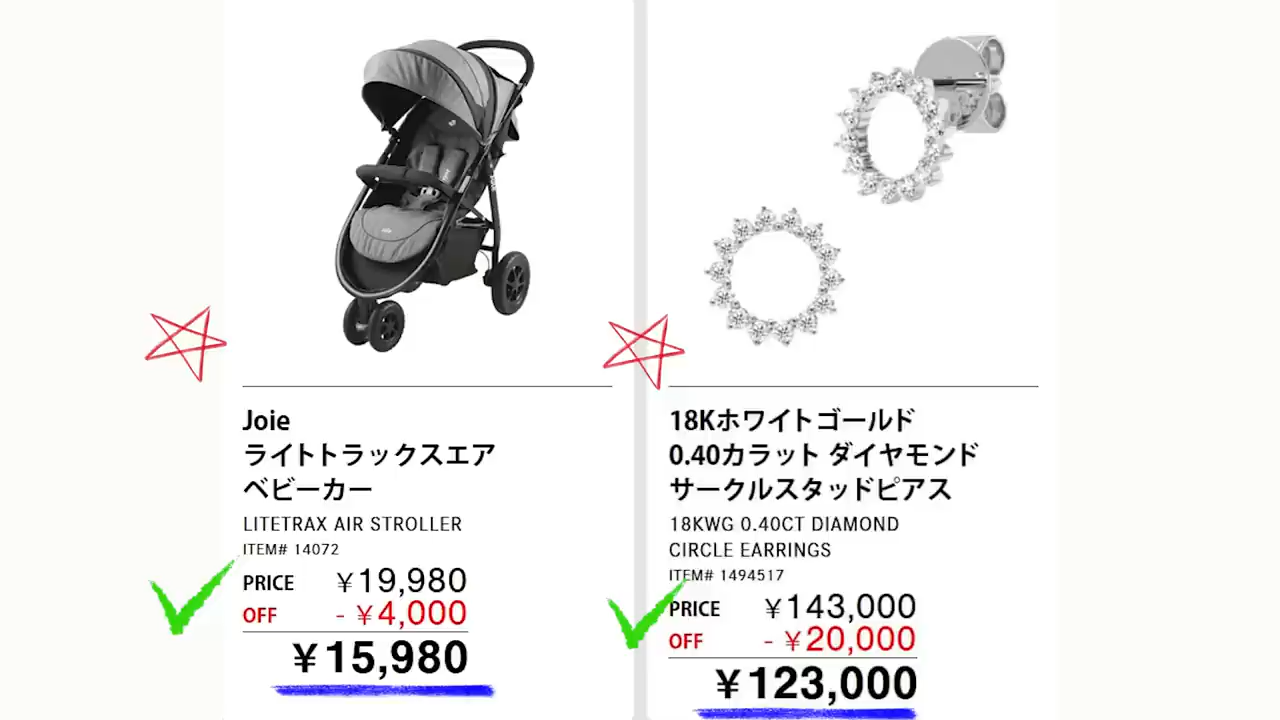 Joie
ライトトラックスエア
ベビーカー
LITETRAX AIR STROLLER
ITEM# 14072
PRICE ￥19,980
OFF - ￥4,000
￥15,980
18Kホワイトゴールド
0.40カラット ダイヤモンド
サークルスタッドピアス
18KWG 0.40CT DIAMOND
CIRCLE EARRINGS
ITEM# 1494517
PRICE ￥143,000
OFF - ￥20,000
￥123,000